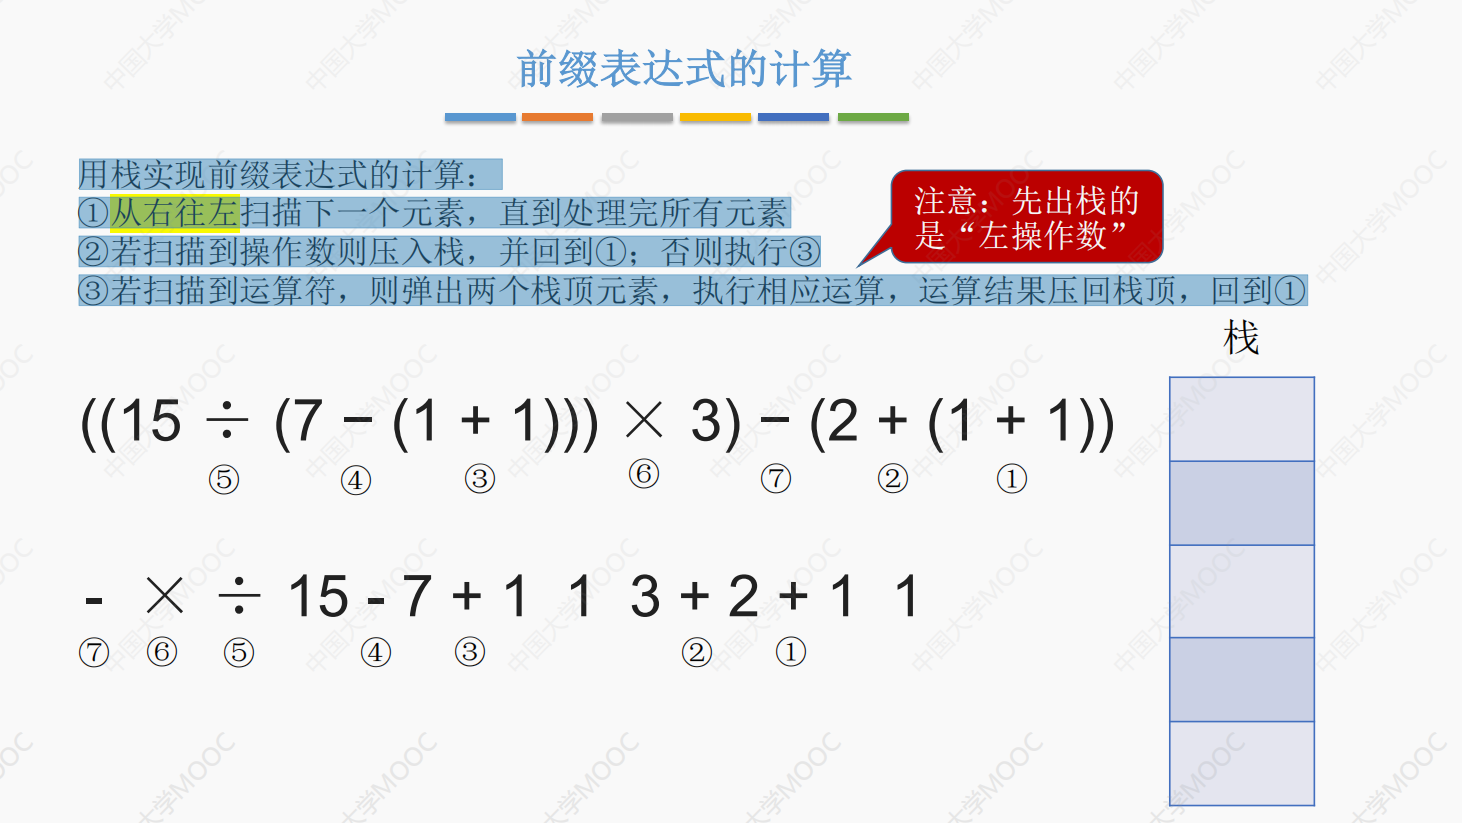 前缀表达式的计算
用栈实现前缀表达式的计算：
①从右往左扫描下一个元素，直到处理完所有元素
②若扫描到操作数则压入栈，并回到①；否则执行③
③若扫描到运算符，则弹出两个栈顶元素，执行相应运算，运算结果压回栈顶，回到①
注意：先出栈的
是“左操作数”
栈
((15 ÷ (7 − (1 + 1))) × 3) − (2 + (1 + 1))
⑤ ④ ③ ⑥ ⑦ ② ①
- × ÷ 15 - 7 + 1 1 3 + 2 + 1 1
⑦ ⑥ ⑤ ④ ③ ② ①
中国大学MOOC